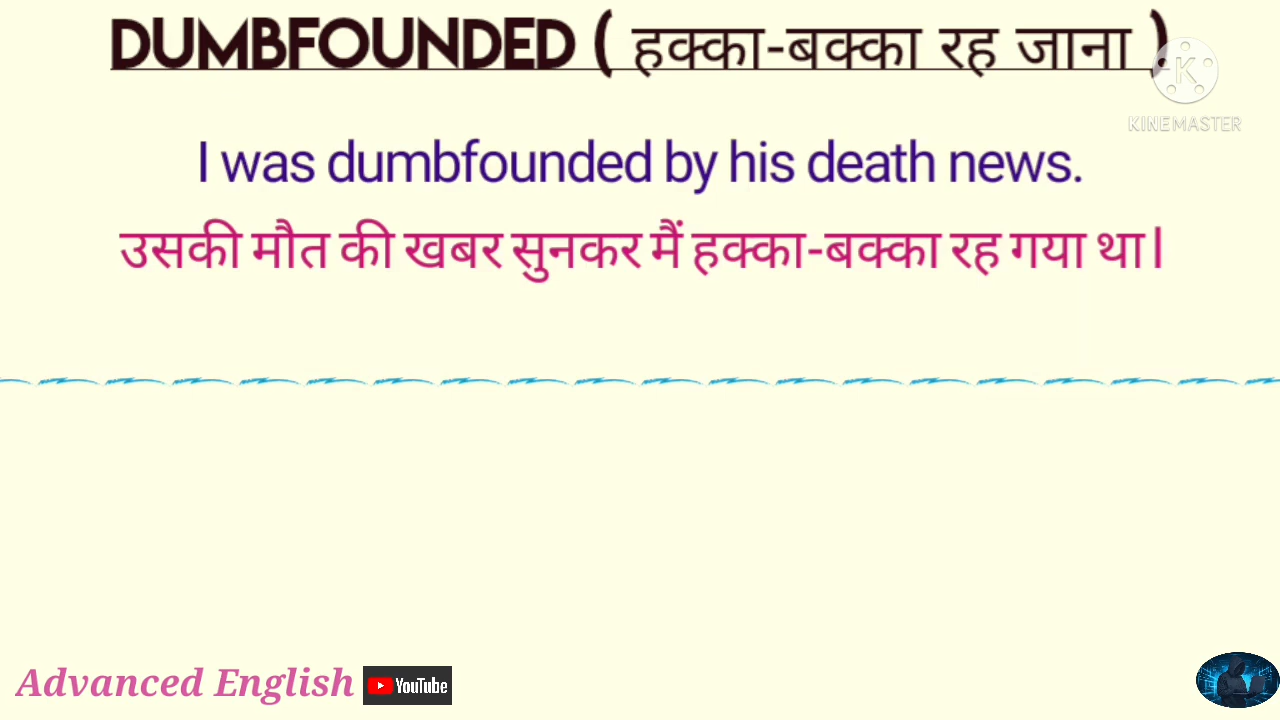 DUMBFOUNDED ( हक्का-बक्का रह जाना )
KINEMASTER
I was dumbfounded by his death news.
उसकी मौत की खबर सुनकर मैं हक्का-बक्का रह गया था।
Advanced English YouTube